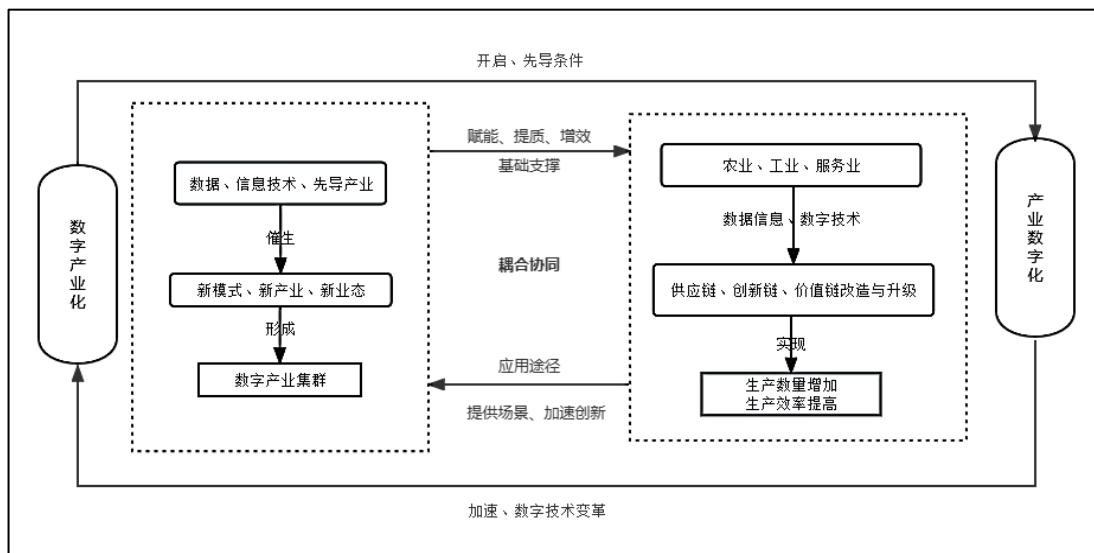 开启、先导条件
数字产业化
数据、信息技术、先导产业
催生
新模式、新产业、新业态
形成
数字产业集群
赋能、提质、增效
基础支撑
耦合协同
应用途径
提供场景、加速创新
农业、工业、服务业
数据信息、数字技术
供应链、创新链、价值链改造与升级
实现
生产数量增加
生产效率提高
产业数字化
加速、数字技术变革